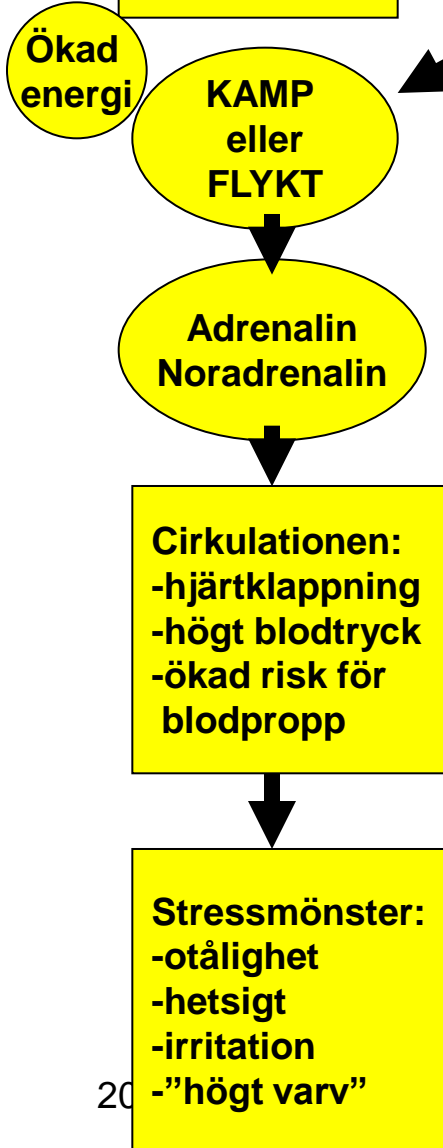 Ökad
energi
KAMP
eller
FLYKT
Adrenalin
Noradrenalin
Cirkulationen:
-hjärtklappning
-högt blodtryck
-ökad risk för
blodpropp
Stressmönster:
-otålighet
-hetsigt
-irritation
20
-”högt varv”